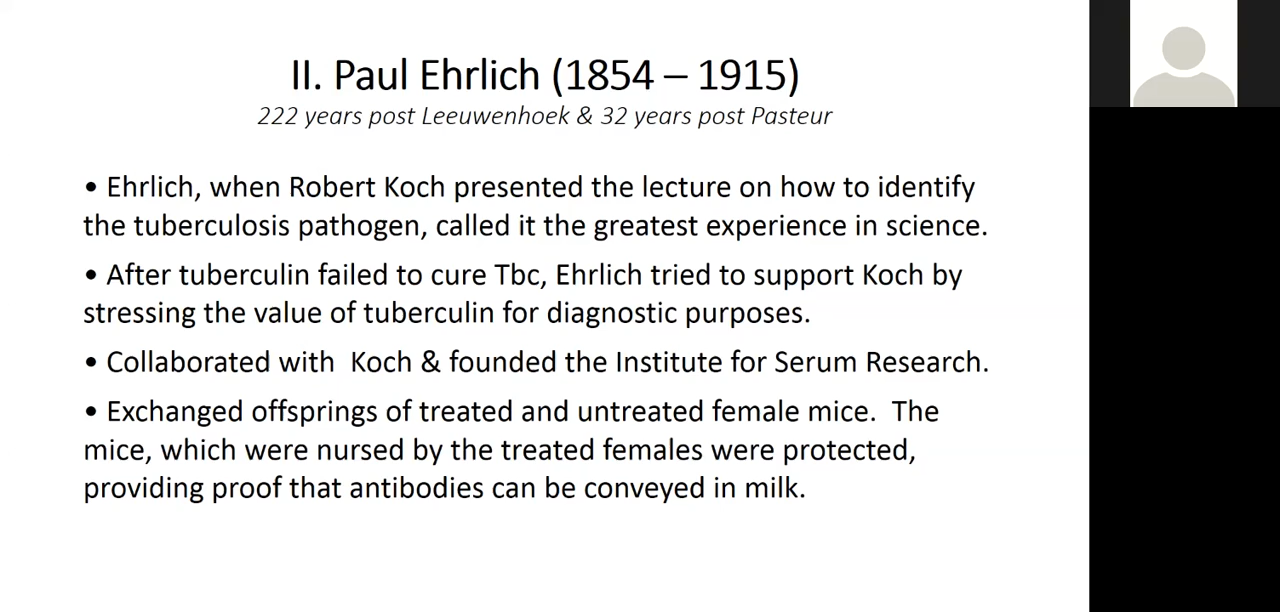 II. Paul Ehrlich (1854 – 1915)
222 years post Leeuwenhoek & 32 years post Pasteur
• Ehrlich, when Robert Koch presented the lecture on how to identify
the tuberculosis pathogen, called it the greatest experience in science.
• After tuberculin failed to cure Tbc, Ehrlich tried to support Koch by
stressing the value of tuberculin for diagnostic purposes.
• Collaborated with  Koch & founded the Institute for Serum Research.
• Exchanged offsprings of treated and untreated female mice.  The
mice, which were nursed by the treated females were protected,
providing proof that antibodies can be conveyed in milk.